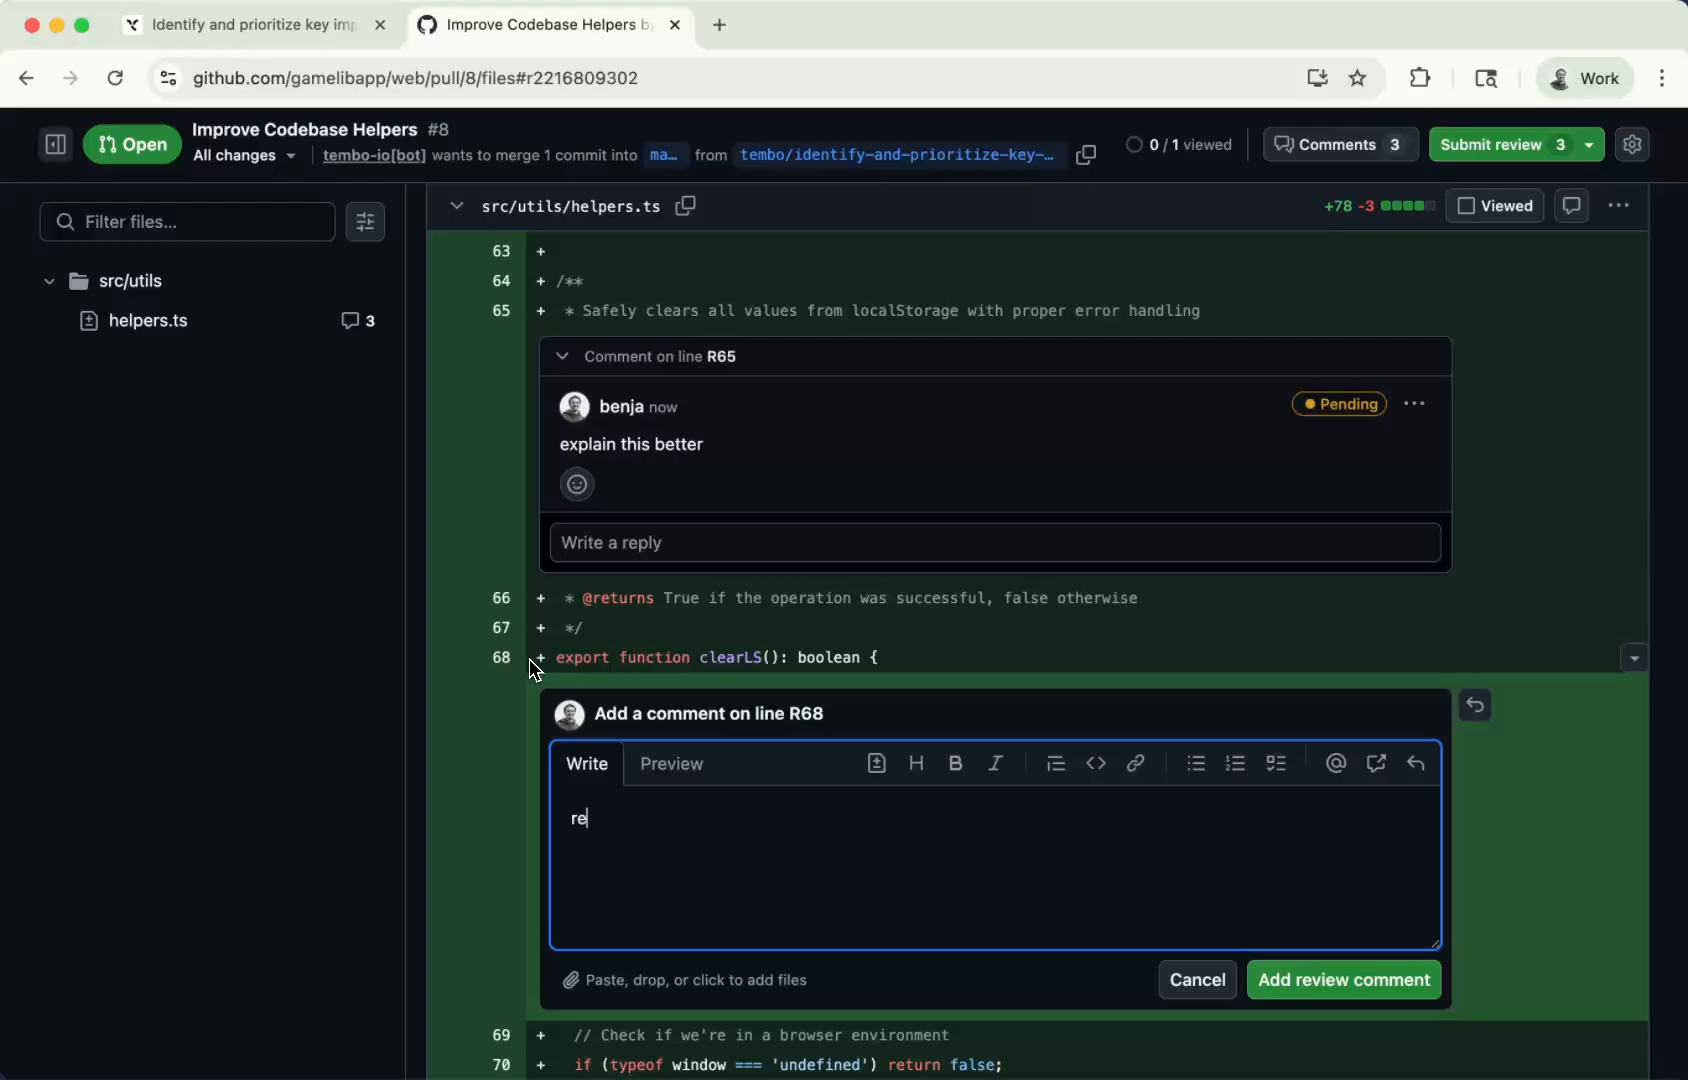 Identify and prioritize key imp
Improve Codebase Helpers b
github.com/gamelibapp/web/pull/8/files#r2216809302
Work
Open
Improve Codebase Helpers #8
All changes
tembo-io[bot] wants to merge 1 commit into ma... from tembo/identify-and-prioritize-key-...
0 / 1 viewed
Comments 3
Submit review 3
Filter files...
src/utils
helpers.ts
3
src/utils/helpers.ts
+78 -3
Viewed
63 +
64 + /**
65 + * Safely clears all values from localStorage with proper error handling
Comment on line R65
benja now
Pending
explain this better
Write a reply
66 + * @returns True if the operation was successful, false otherwise
67 + */
68 + export function clearLS(): boolean {
Add a comment on line R68
Write
Preview
re
Paste, drop, or click to add files
Cancel
Add review comment
69 + // Check if we're in a browser environment
70 + if (typeof window === 'undefined') return false;